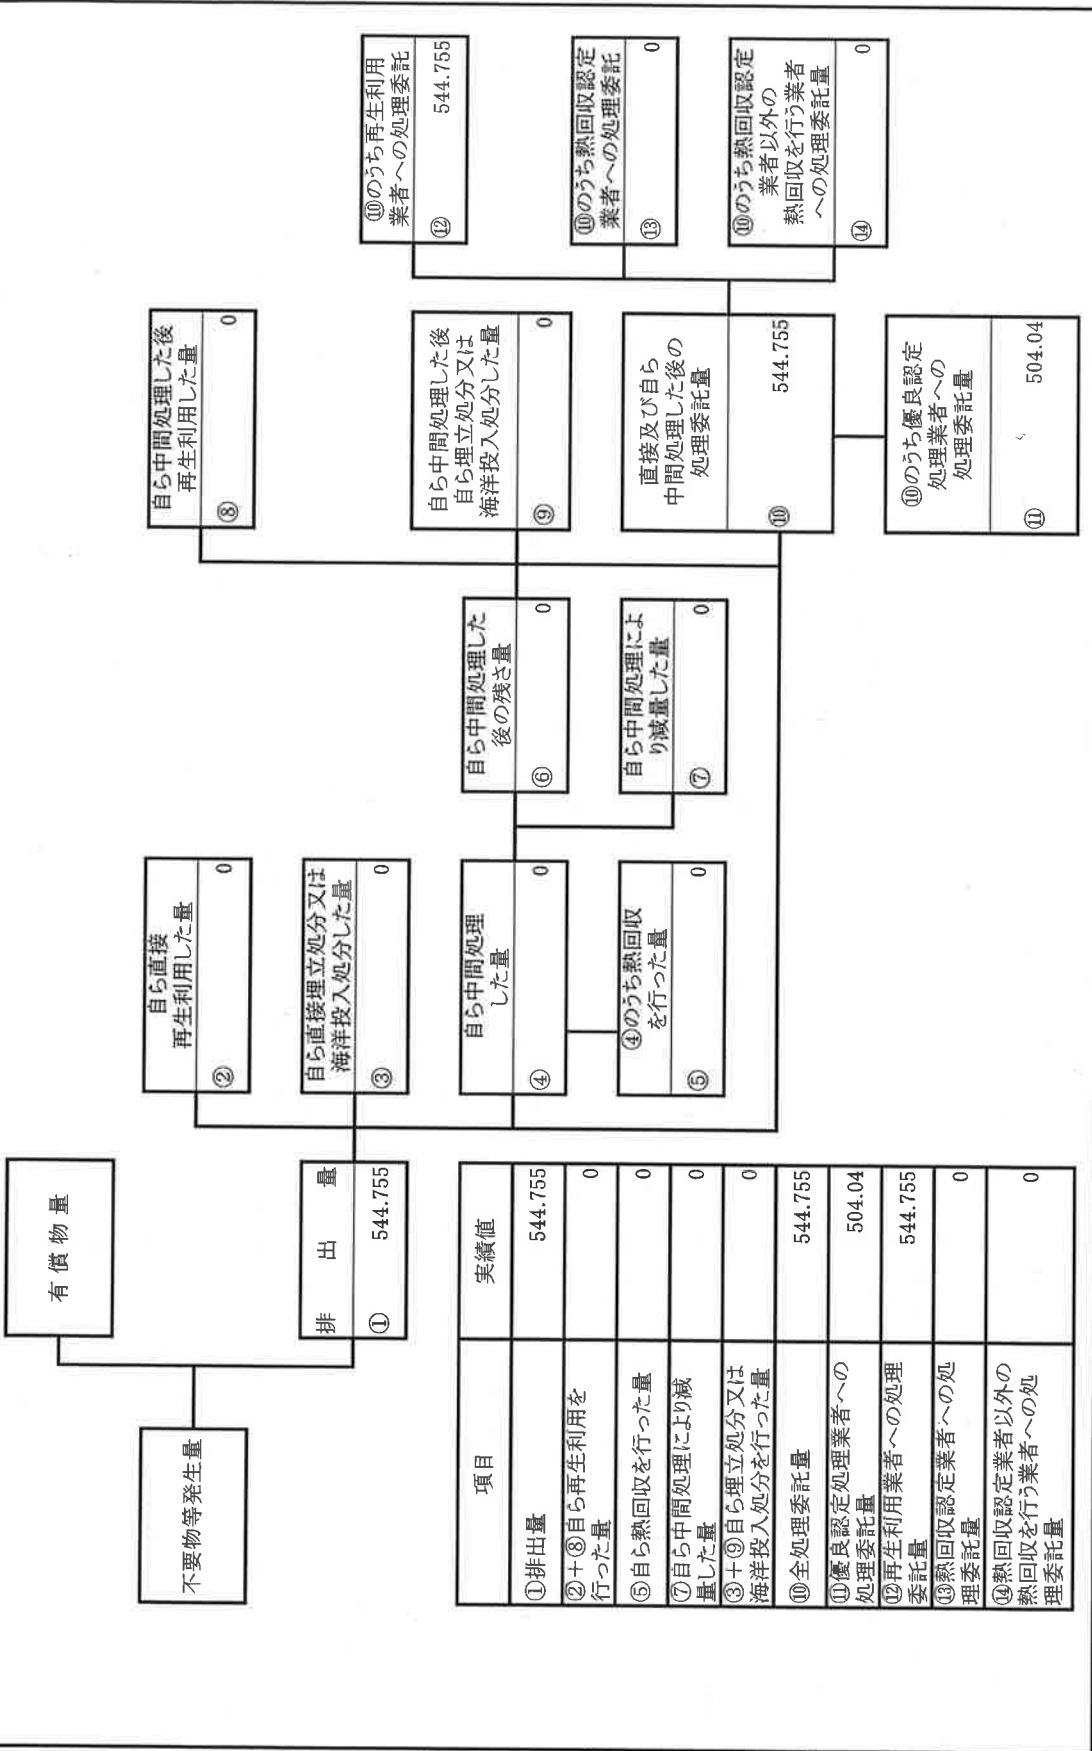 有償物量
不要物等発生量
排出量
① 544.755
自ら直接
再生利用した量
② 0
自ら直接埋立処分又は
海洋投入処分した量
③ 0
自ら中間処理
した量
④ 0
④のうち熱回収
を行った量
⑤ 0
自ら中間処理した
後の残さ量
⑥ 0
自ら中間処理によ
り減量した量
⑦ 0
自ら中間処理した後
再生利用した量
⑧ 0
自ら中間処理した後
自ら埋立処分又は
海洋投入処分した量
⑨ 0
直接及び自ら
中間処理した後の
処理委託量
⑩ 544.755
⑩のうち優良認定
処理業者への
処理委託量
⑪ 504.04
⑩のうち再生利用
業者への処理委託
⑫ 544.755
⑩のうち熱回収認定
業者への処理委託
⑬ 0
⑩のうち熱回収認定
業者以外の
熱回収を行う業者
への処理委託量
⑭ 0
項目 実績値
①排出量 544.755
②+⑧自ら再生利用を
行った量 0
⑤自ら熱回収を行った量 0
⑦自ら中間処理により減
量した量 0
③+⑨自ら埋立処分又は
海洋投入処分を行った量 0
⑩全処理委託量 544.755
⑪優良認定処理業者への
処理委託量 504.04
⑫再生利用業者への処理
委託量 544.755
⑬熱回収認定業者への処
理委託量 0
⑭熱回収認定業者以外の
熱回収を行う業者への処
理委託量 0